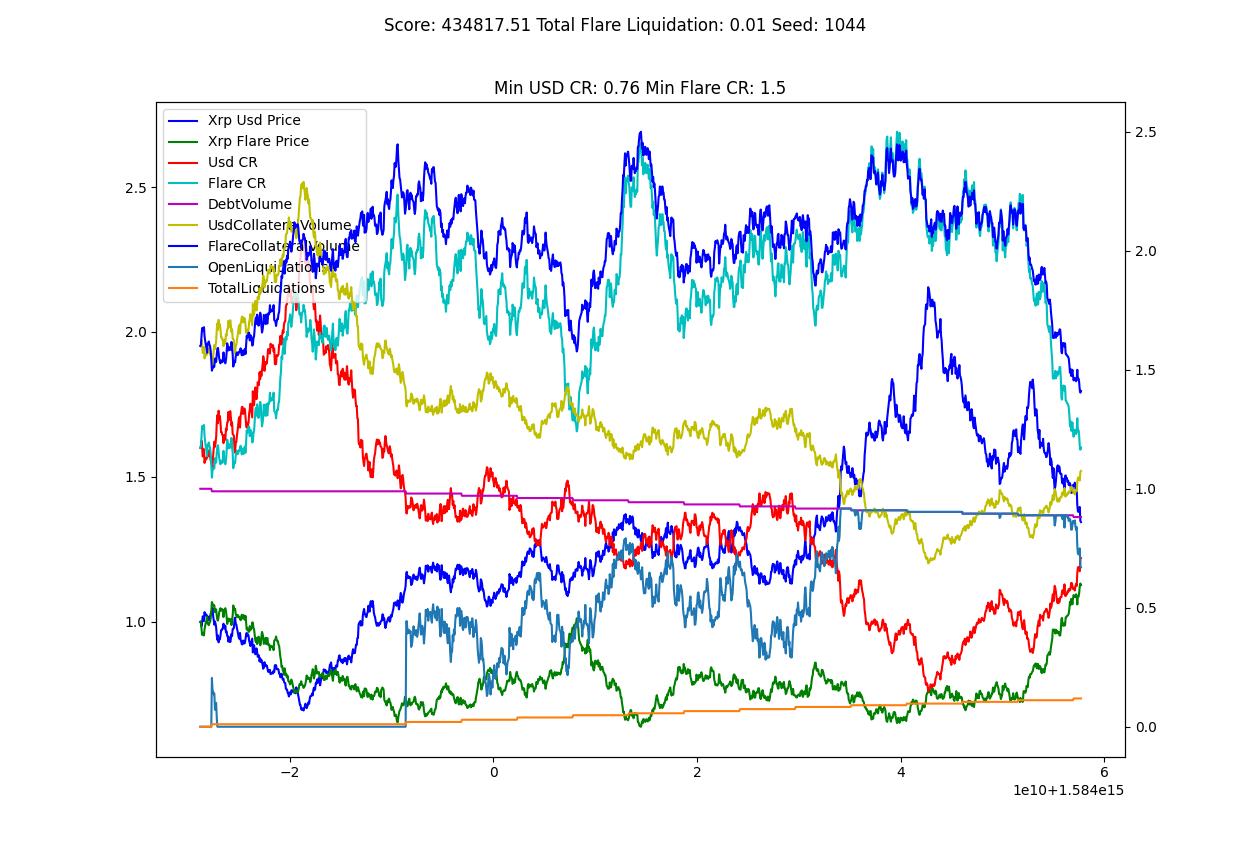 Score: 434817.51 Total Flare Liquidation: 0.01 Seed: 1044
Min USD CR: 0.76 Min Flare CR: 1.5
Xrp Usd Price
Xrp Flare Price
Usd CR
Flare CR
DebtVolume
UsdCollateralVolume
FlareCollateralVolume
OpenLiquidations
TotalLiquidations
2.5
2.0
1.5
1.0
2.5
2.0
1.5
1.0
0.5
0.0
−2
0
2
4
6
1e10+1.584e15